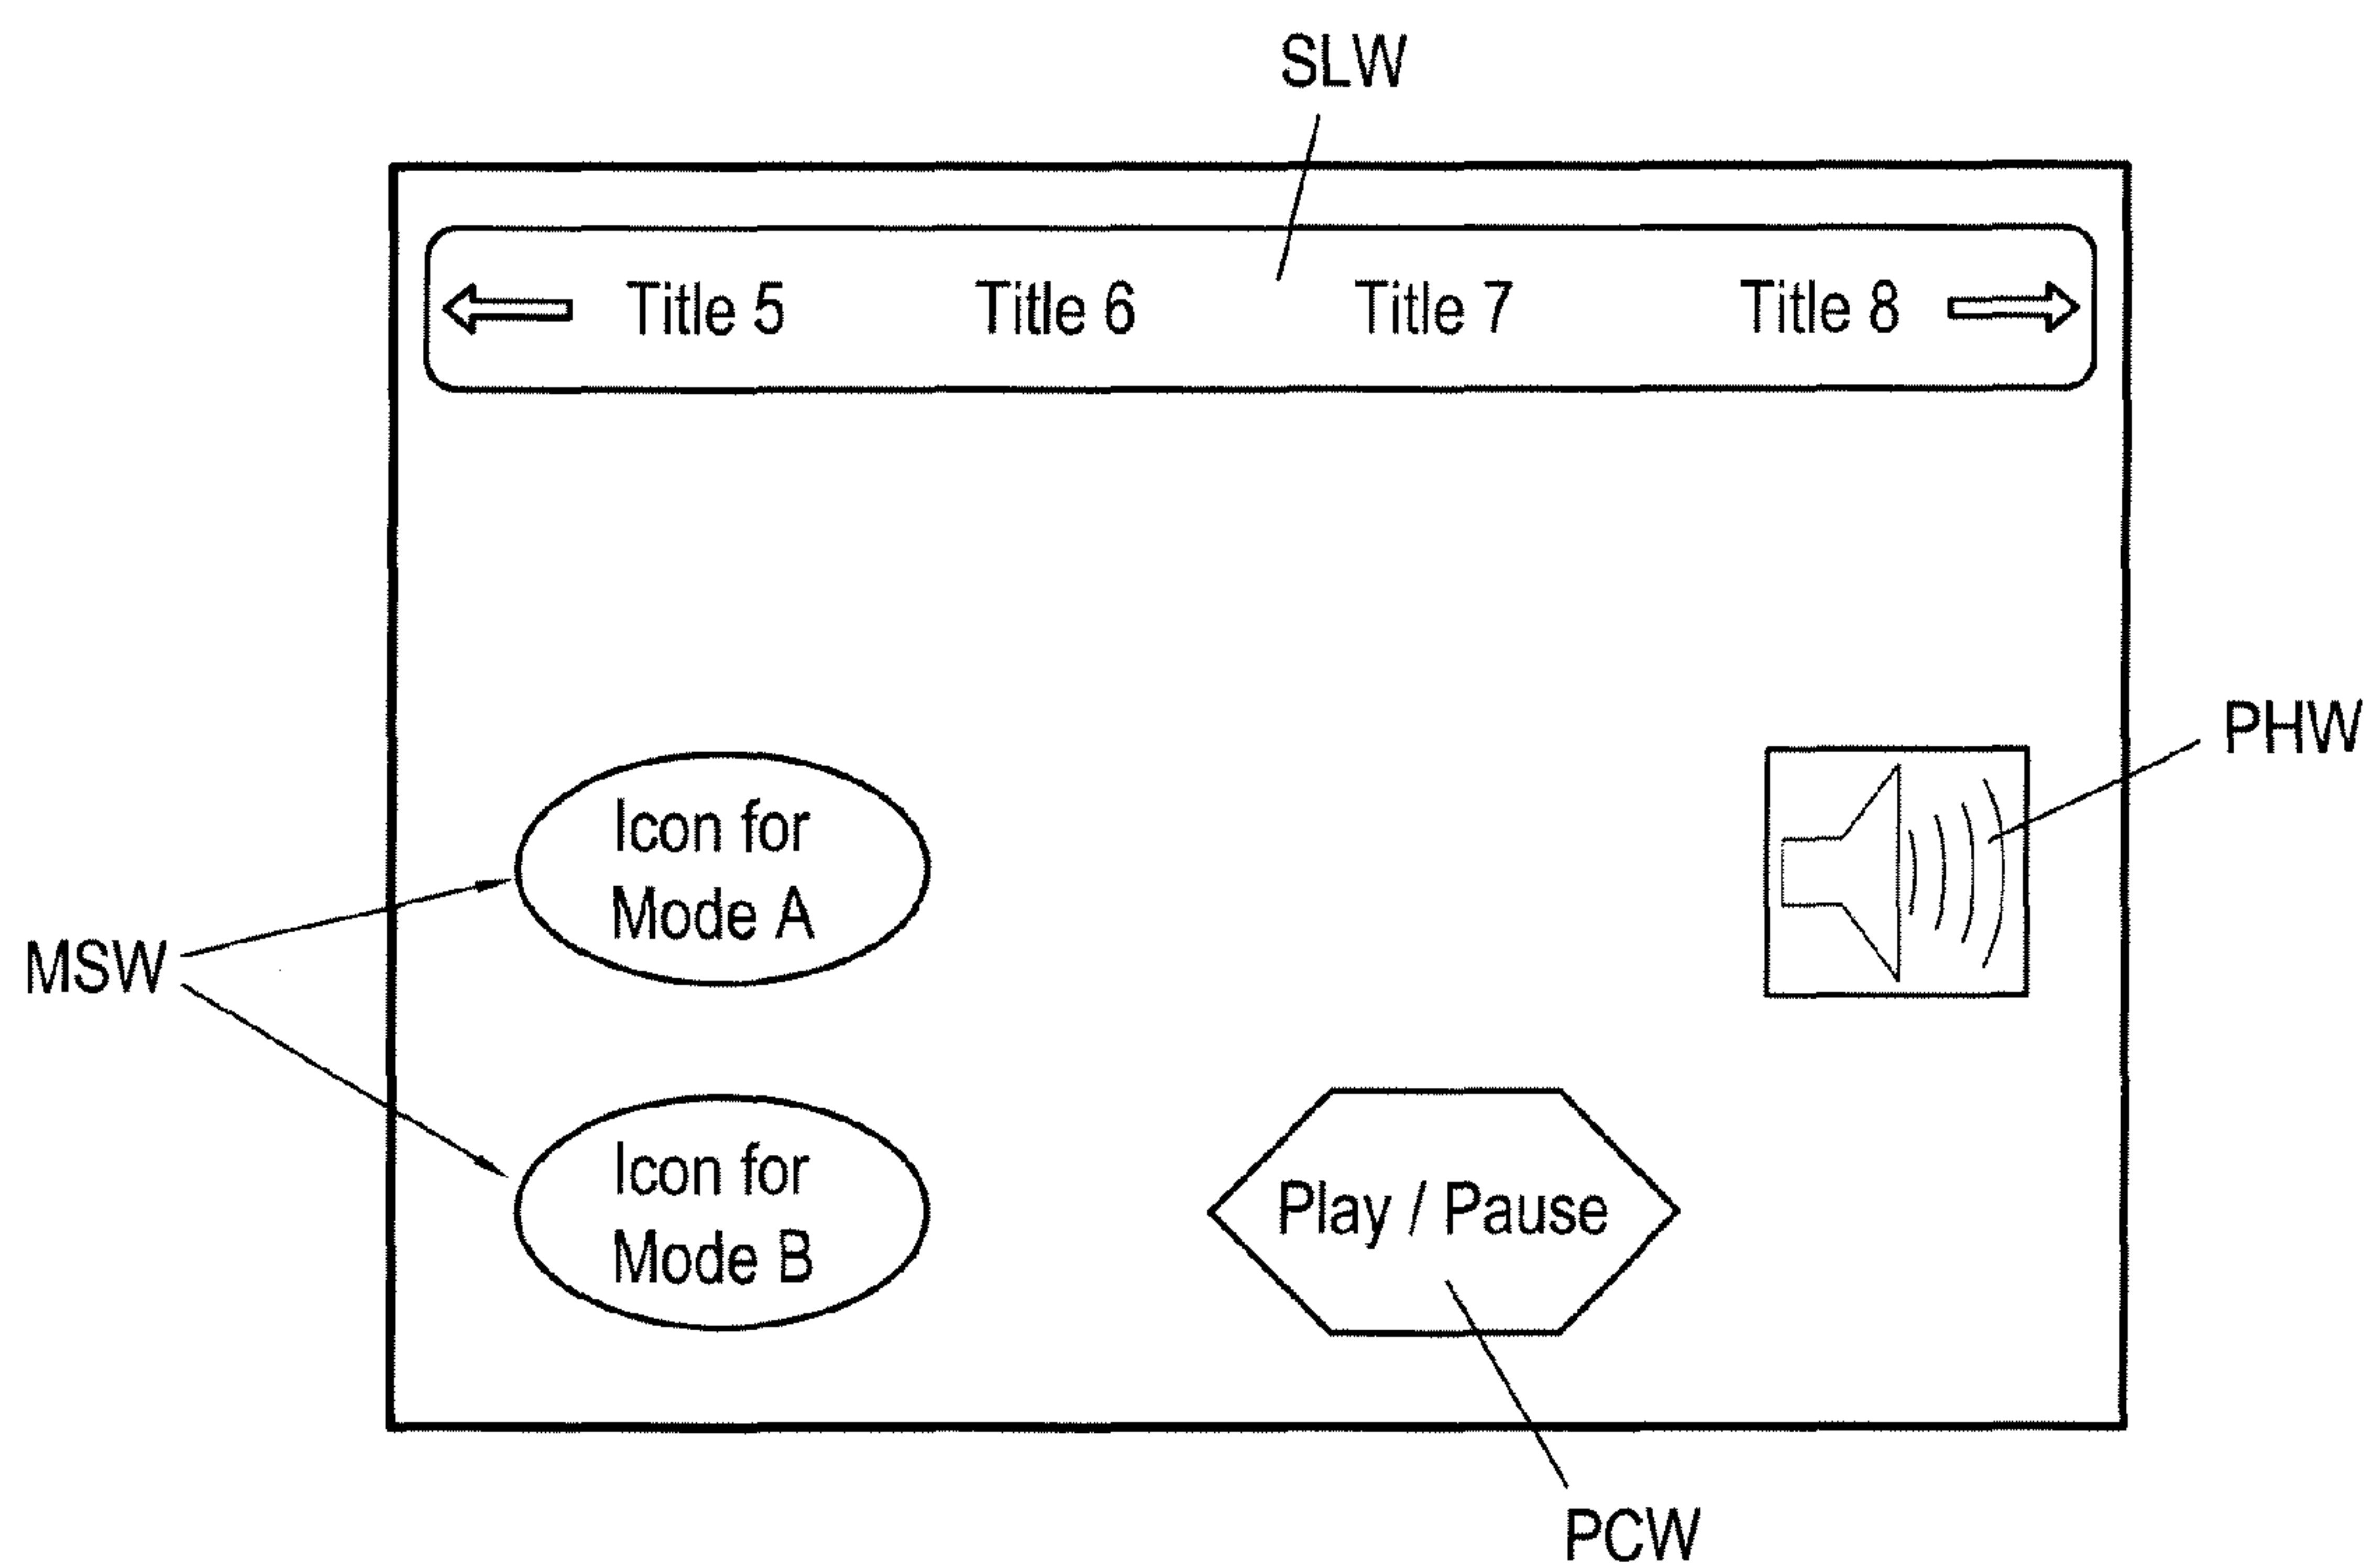 SLW
Title 5 Title 6 Title 7 Title 8
PHW
Icon for
Mode A
MSW
Icon for
Mode B
Play / Pause
PCW